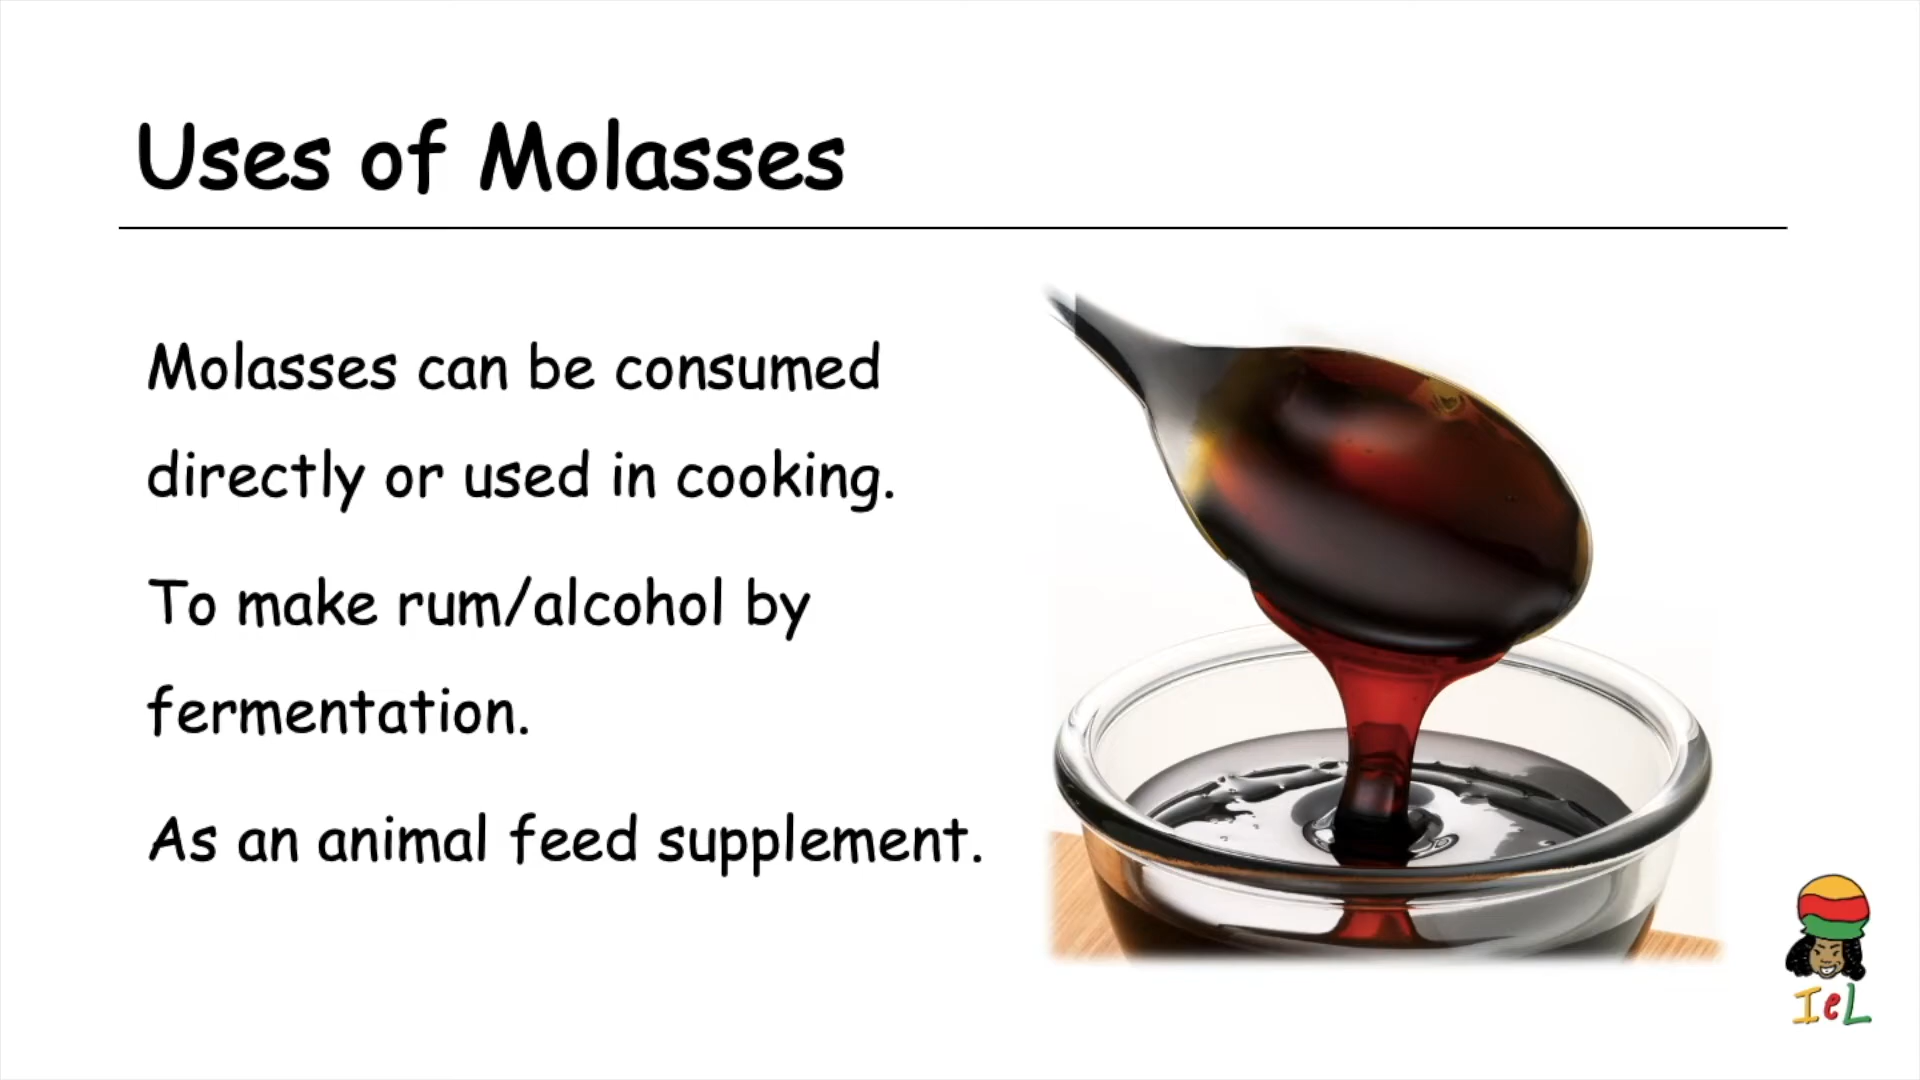 Uses of Molasses
Molasses can be consumed
directly or used in cooking.
To make rum/alcohol by
fermentation.
As an animal feed supplement.
IeL